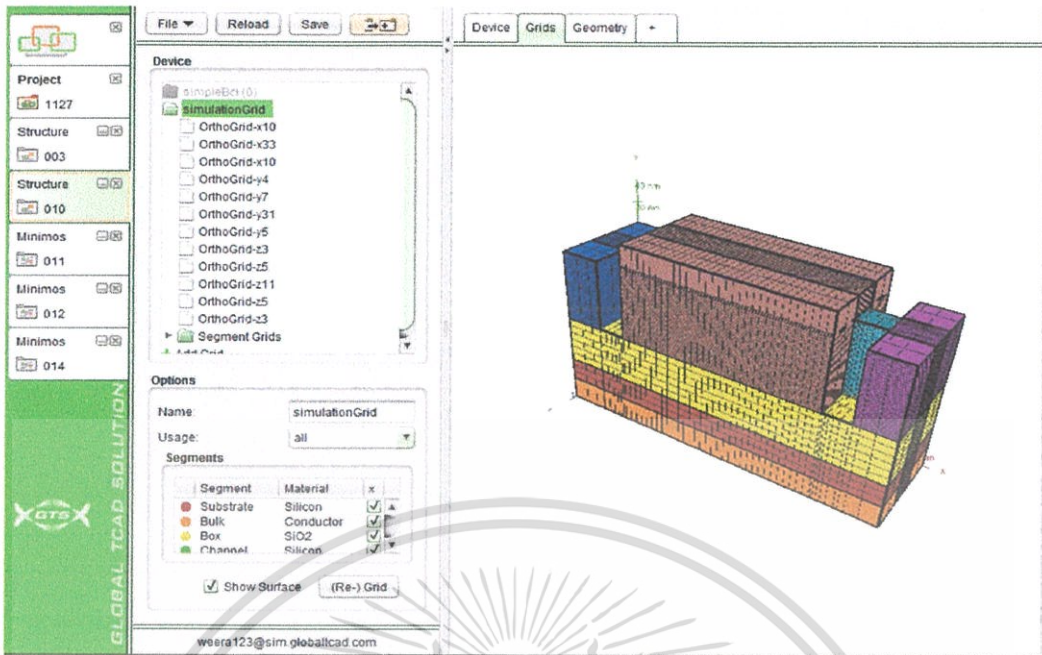 File
Reload
Save
Device
Grids
Geometry
+
Project
1127
Structure
003
Structure
010
Minimos
011
Minimos
012
Minimos
014
GLOBAL TCAD SOLUTION
GTS
Device
simpleBct (0)
simulationGrid
OrthoGrid-x10
OrthoGrid-x33
OrthoGrid-x10
OrthoGrid-y4
OrthoGrid-y7
OrthoGrid-y31
OrthoGrid-y5
OrthoGrid-z3
OrthoGrid-z5
OrthoGrid-z11
OrthoGrid-z5
OrthoGrid-z3
Segment Grids
Add Grid
Options
Name: simulationGrid
Usage: all
Segments
Segment Material x
Substrate Silicon
Bulk Conductor
Box SiO2
Channel Silicon
Show Surface (Re-) Grid
weera123@sim.globaltcad.com
X